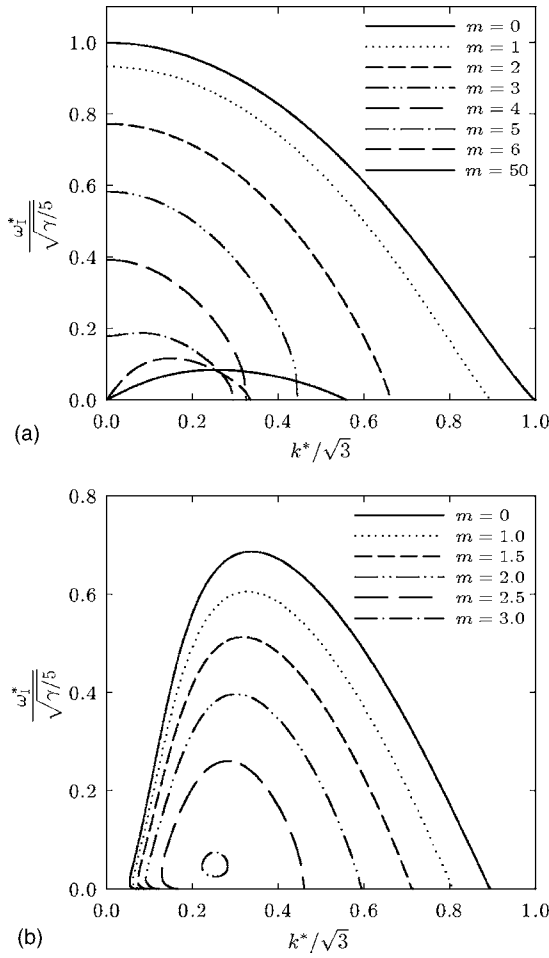 1.0
0.8
0.6
0.4
0.2
0.0
ω*_I / √(γ/5)
m = 0
m = 1
m = 2
m = 3
m = 4
m = 5
m = 6
m = 50
0.0 0.2 0.4 0.6 0.8 1.0
k*/√3
(a)
0.8
0.6
0.4
0.2
0.0
ω*_I / √(γ/5)
m = 0
m = 1.0
m = 1.5
m = 2.0
m = 2.5
m = 3.0
0.0 0.2 0.4 0.6 0.8 1.0
k*/√3
(b)